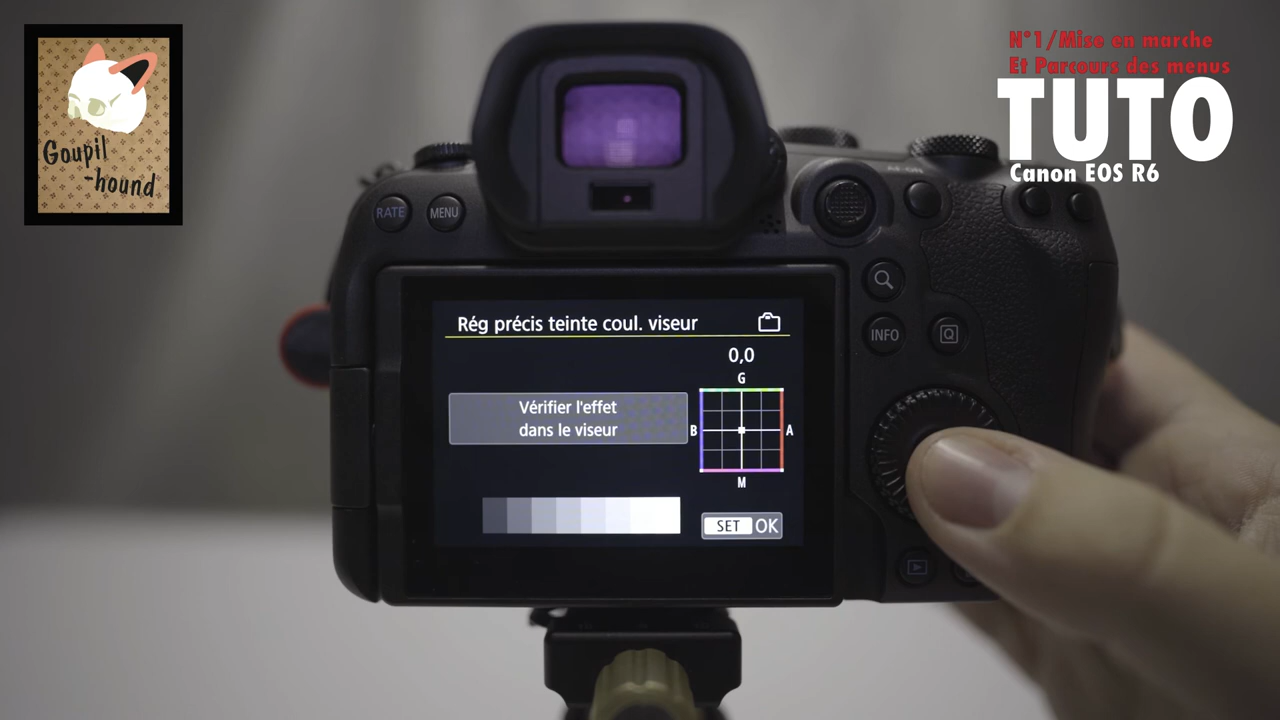 Goupil
-hound
N°1/Mise en marche
Et Parcours des menus
TUTO
Canon EOS R6
RATE
MENU
INFO
Q
Rég précis teinte coul. viseur
0,0
G
Vérifier l'effet
dans le viseur
B
A
M
SET OK